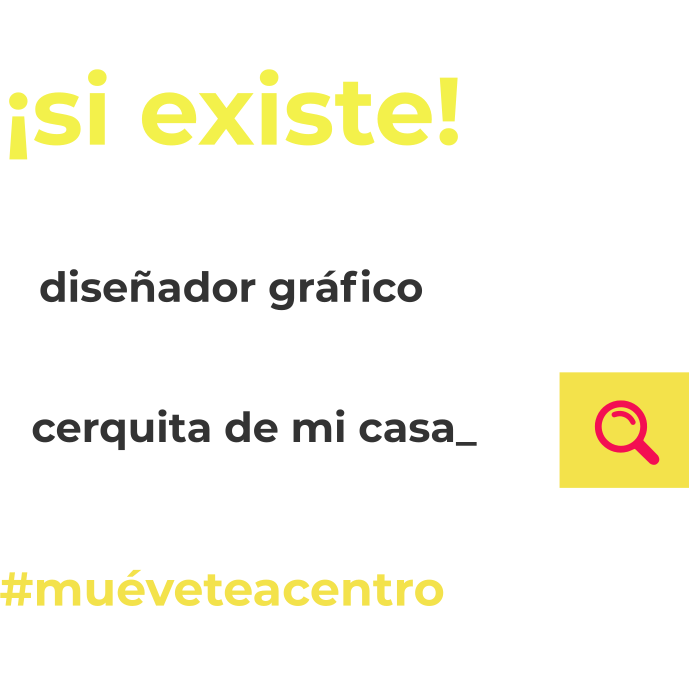 ¡si existe!
diseñador gráfico
cerquita de mi casa_
#muéveteacentro